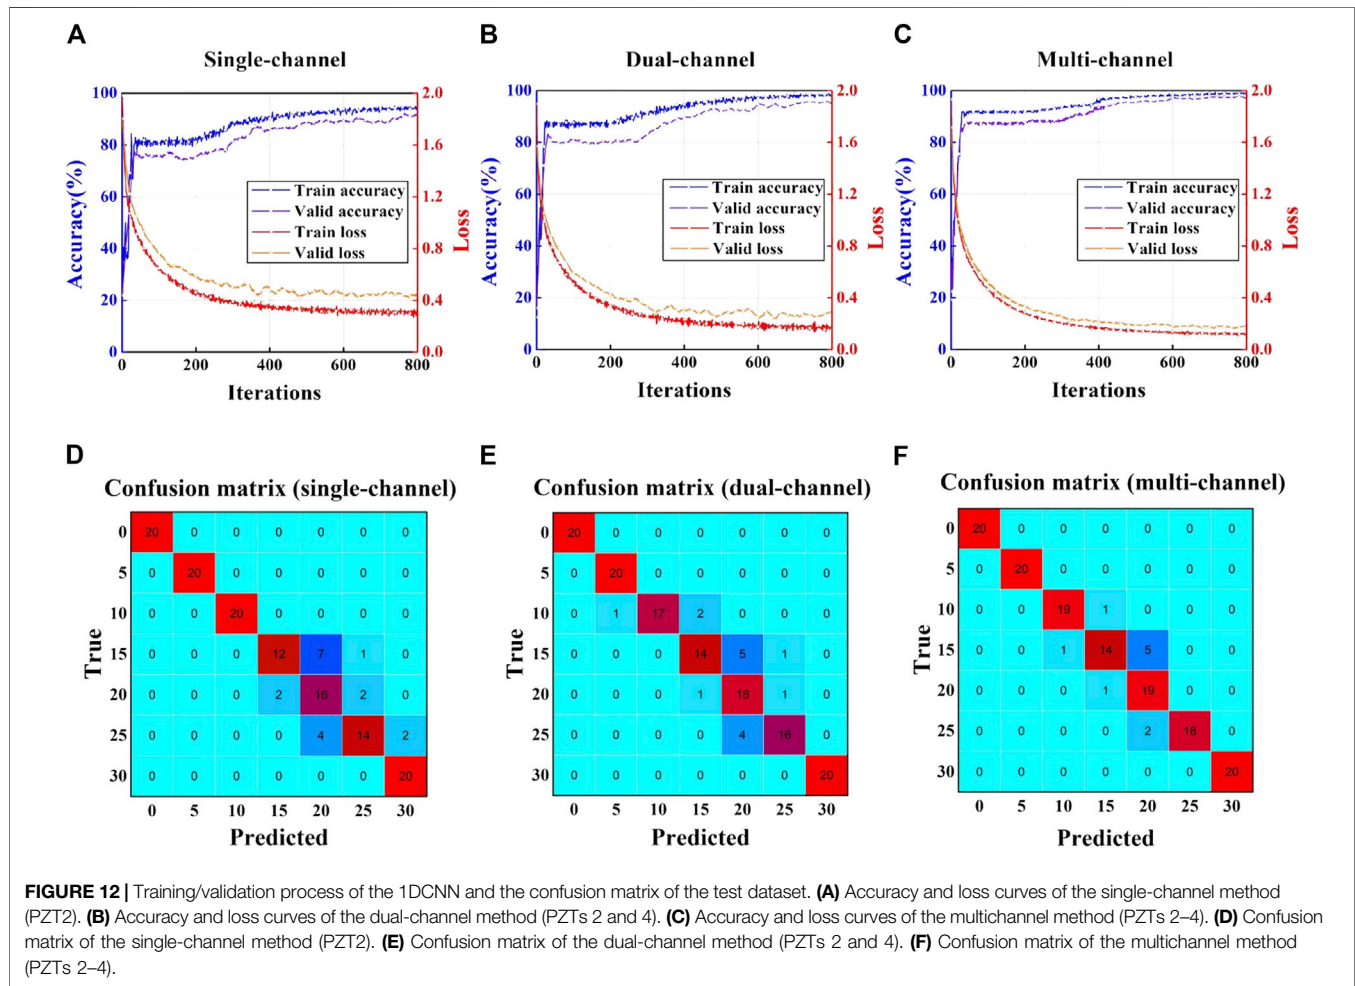 A
B
C
Single-channel
Dual-channel
Multi-channel
100
80
60
40
20
0
Accuracy(%)
2.0
1.6
1.2
0.8
0.4
0.0
Loss
Train accuracy
Valid accuracy
Train loss
Valid loss
0 200 400 600 800
Iterations
100
80
60
40
20
0
Accuracy(%)
2.0
1.6
1.2
0.8
0.4
0.0
Loss
Train accuracy
Valid accuracy
Train loss
Valid loss
0 200 400 600 800
Iterations
100
80
60
40
20
0
Accuracy(%)
2.0
1.6
1.2
0.8
0.4
0.0
Loss
Train accuracy
Valid accuracy
Train loss
Valid loss
0 200 400 600 800
Iterations
D
Confusion matrix (single-channel)
True
0 20 0 0 0 0 0 0
5 0 20 0 0 0 0 0
10 0 0 20 0 0 0 0
15 0 0 0 12 7 1 0
20 0 0 0 2 16 2 0
25 0 0 0 0 4 14 2
30 0 0 0 0 0 0 20
0 5 10 15 20 25 30
Predicted
E
Confusion matrix (dual-channel)
True
0 20 0 0 0 0 0 0
5 0 20 0 0 0 0 0
10 0 1 17 2 0 0 0
15 0 0 0 14 5 1 0
20 0 0 0 1 18 1 0
25 0 0 0 0 4 16 0
30 0 0 0 0 0 0 20
0 5 10 15 20 25 30
Predicted
F
Confusion matrix (multi-channel)
True
0 20 0 0 0 0 0 0
5 0 20 0 0 0 0 0
10 0 0 19 1 0 0 0
15 0 0 1 14 5 0 0
20 0 0 0 1 19 0 0
25 0 0 0 0 2 18 0
30 0 0 0 0 0 0 20
0 5 10 15 20 25 30
Predicted
FIGURE 12 | Training/validation process of the 1DCNN and the confusion matrix of the test dataset. (A) Accuracy and loss curves of the single-channel method
(PZT2). (B) Accuracy and loss curves of the dual-channel method (PZTs 2 and 4). (C) Accuracy and loss curves of the multichannel method (PZTs 2–4). (D) Confusion
matrix of the single-channel method (PZT2). (E) Confusion matrix of the dual-channel method (PZTs 2 and 4). (F) Confusion matrix of the multichannel method
(PZTs 2–4).